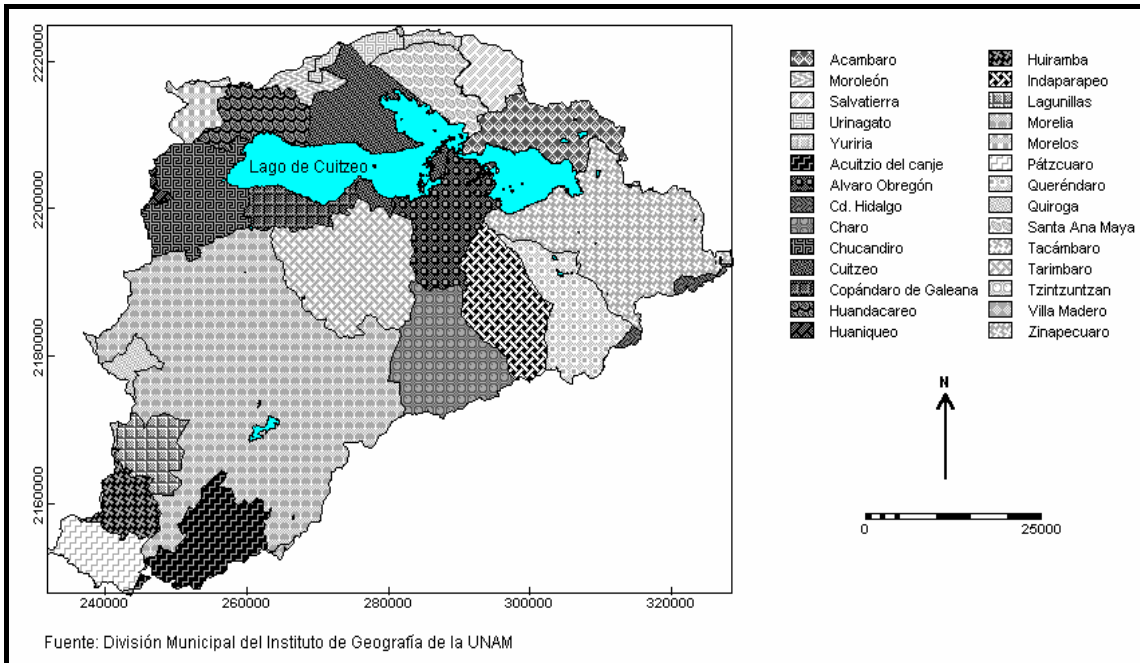 2220000
2200000
2180000
2160000
240000
260000
280000
300000
320000
Lago de Cuitzeo
Acambaro
Moroleón
Salvatierra
Urinagato
Yuriria
Acuitzio del canje
Alvaro Obregón
Cd. Hidalgo
Charo
Chucandiro
Cuitzeo
Copándaro de Galeana
Huandacareo
Huaniqueo
Huiramba
Indaparapeo
Lagunillas
Morelia
Morelos
Pátzcuaro
Queréndaro
Quiroga
Santa Ana Maya
Tacámbaro
Tarimbaro
Tzintzuntzan
Villa Madero
Zinapecuaro
N
0
25000
Fuente: División Municipal del Instituto de Geografía de la UNAM